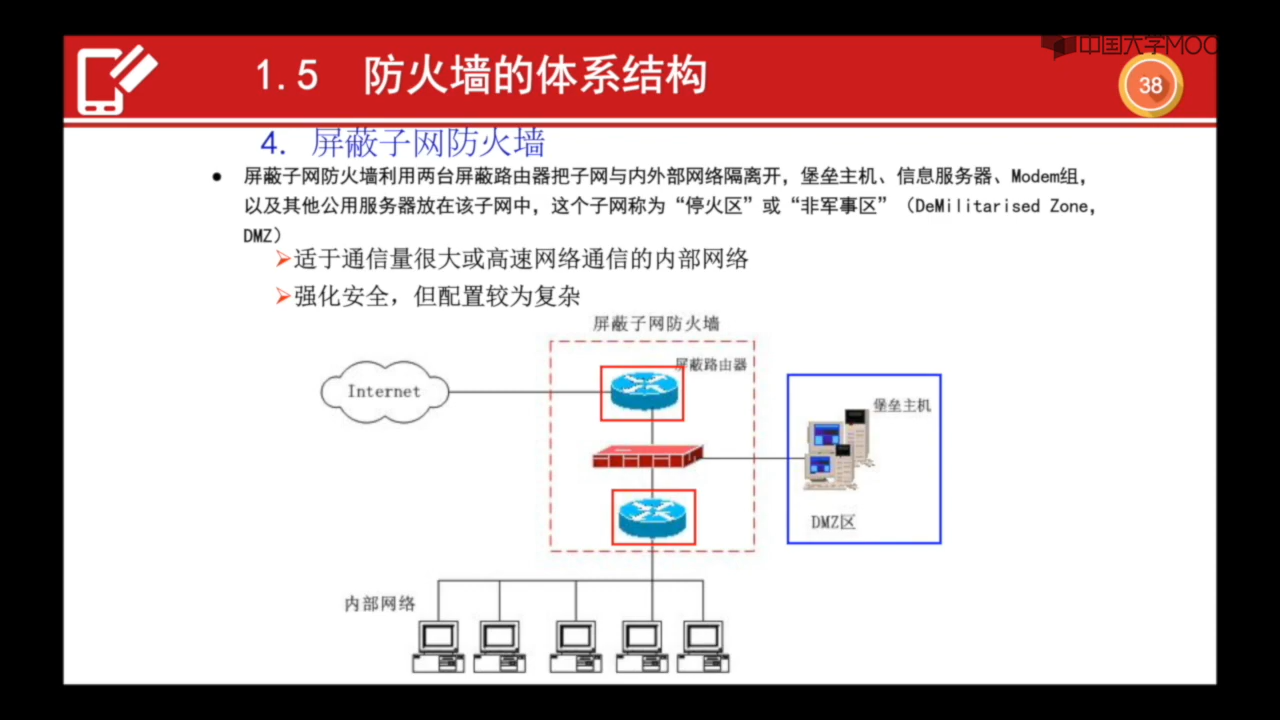 中国大学MOOC
1.5 防火墙的体系结构
38
4. 屏蔽子网防火墙
● 屏蔽子网防火墙利用两台屏蔽路由器把子网与内外部网络隔离开，堡垒主机、信息服务器、Modem组，
以及其他公用服务器放在该子网中，这个子网称为“停火区”或“非军事区”（DeMilitarised Zone，
DMZ）
➢适于通信量很大或高速网络通信的内部网络
➢强化安全，但配置较为复杂
屏蔽子网防火墙
屏蔽路由器
Internet
堡垒主机
DMZ区
内部网络